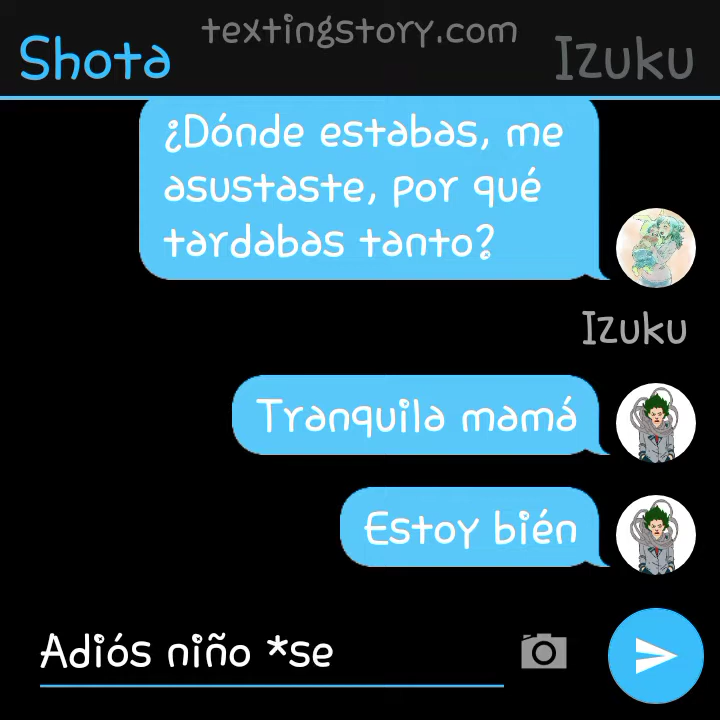 textingstory.com
Shota
Izuku
¿Dónde estabas, me
asustaste, por qué
tardabas tanto?
Izuku
Tranquila mamá
Estoy bién
Adiós niño *se